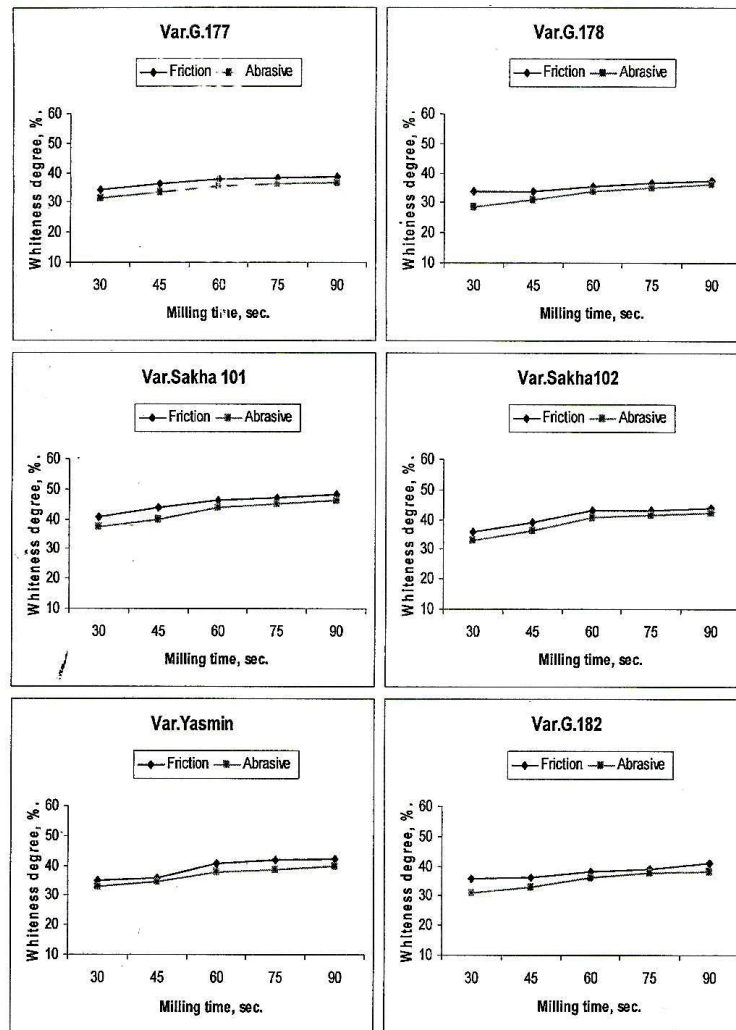 Var.G.177
Friction Abrasive
Whiteness degree, %.
60
50
40
30
20
10
30 45 60 75 90
Milling time, sec.
Var.G.178
Friction Abrasive
Whiteness degree, %.
60
50
40
30
20
10
30 45 60 75 90
Milling time, sec.
Var.Sakha 101
Friction Abrasive
Whiteness degree, %.
60
50
40
30
20
10
30 45 60 75 90
Milling time, sec.
Var.Sakha102
Friction Abrasive
Whiteness degree, %.
60
50
40
30
20
10
30 45 60 75 90
Milling time, sec.
Var.Yasmin
Friction Abrasive
Whiteness degree, %.
60
50
40
30
20
10
30 45 60 75 90
Milling time, sec.
Var.G.182
Friction Abrasive
Whiteness degree, %.
60
50
40
30
20
10
30 45 60 75 90
Milling time, sec.